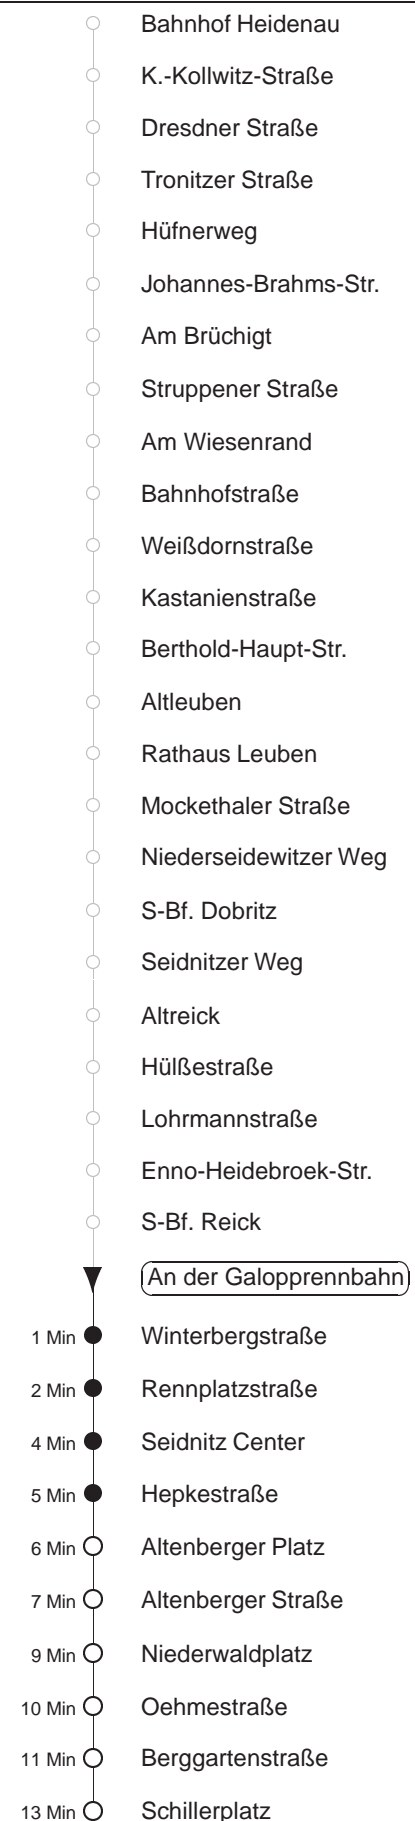 Bahnhof Heidenau
K.-Kollwitz-Straße
Dresdner Straße
Tronitzer Straße
Hüfnerweg
Johannes-Brahms-Str.
Am Brüchigt
Struppener Straße
Am Wiesenrand
Bahnhofstraße
Weißdornstraße
Kastanienstraße
Berthold-Haupt-Str.
Altleuben
Rathaus Leuben
Mockethaler Straße
Niederseidewitzer Weg
S-Bf. Dobritz
Seidnitzer Weg
Altreick
Hülßestraße
Lohrmannstraße
Enno-Heidebroek-Str.
S-Bf. Reick
An der Galopprennbahn
1 Min Winterbergstraße
2 Min Rennplatzstraße
4 Min Seidnitz Center
5 Min Hepkestraße
6 Min Altenberger Platz
7 Min Altenberger Straße
9 Min Niederwaldplatz
10 Min Oehmestraße
11 Min Berggartenstraße
13 Min Schillerplatz